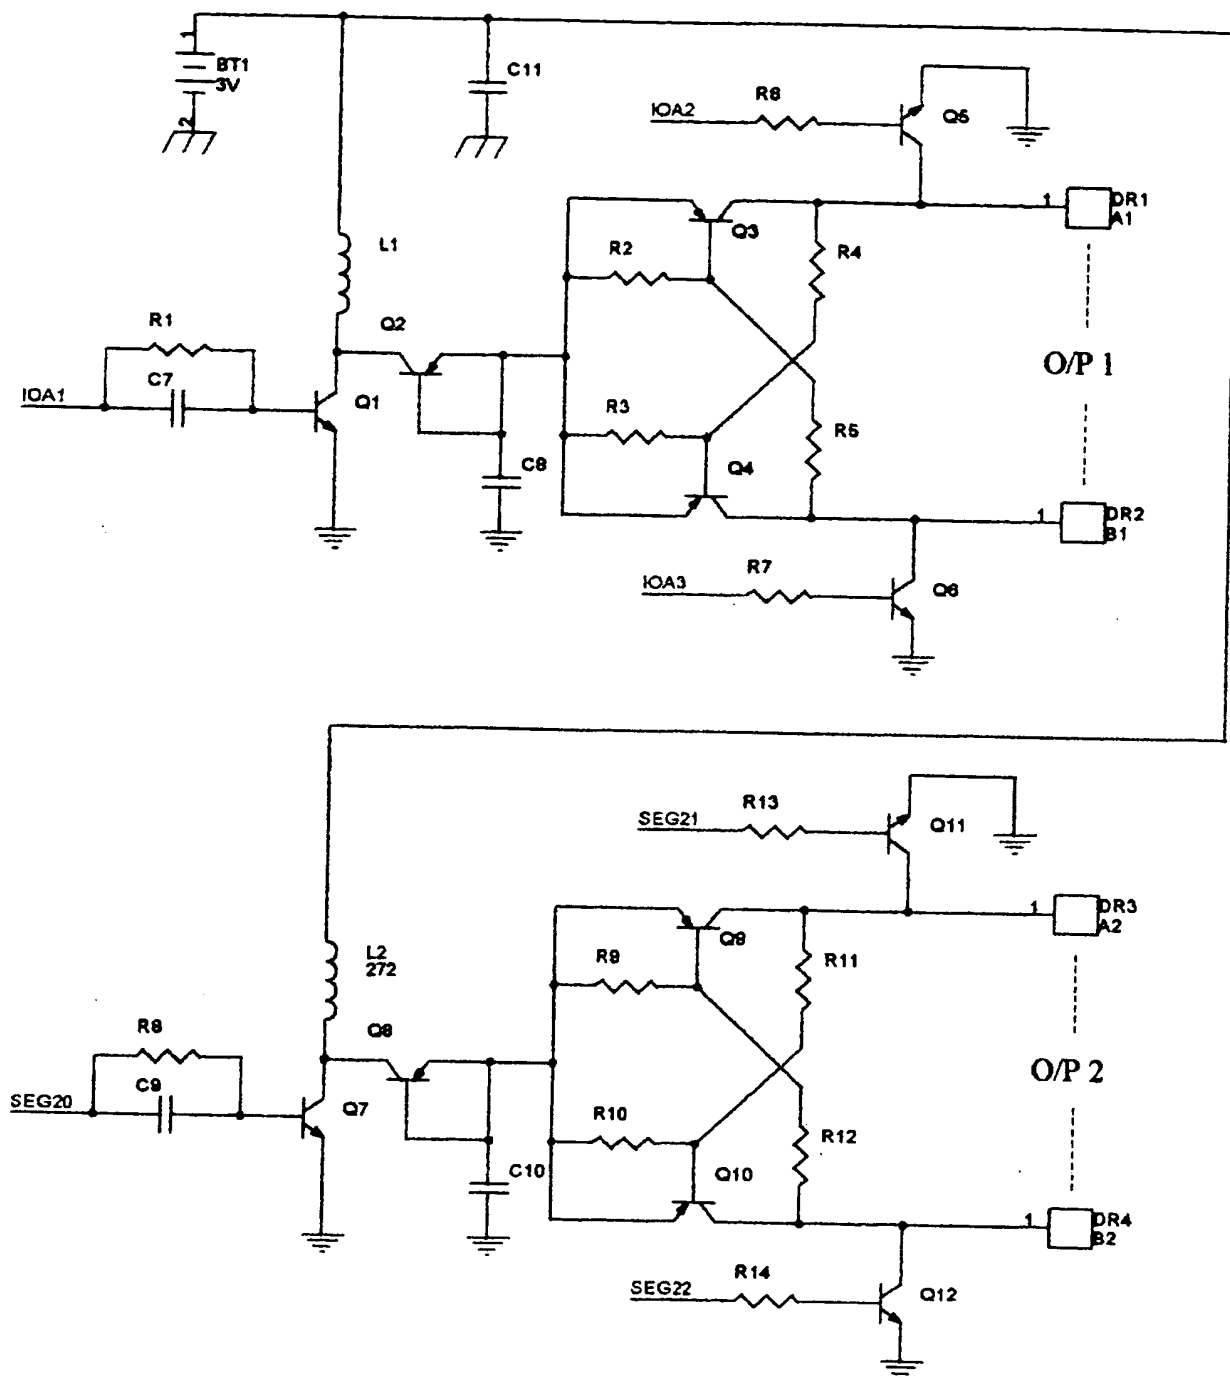 1
BT1
3V
2
C11
IOA2
R6
Q5
1
DR1
A1
L1
Q3
R2
R4
R1
Q2
O/P 1
C7
IOA1
Q1
R3
R5
C8
Q4
1
DR2
B1
IOA3
R7
Q6
SEG21
R13
Q11
1
DR3
A2
L2
272
Q9
R9
R11
R8
Q8
O/P 2
C9
SEG20
Q7
R10
R12
C10
Q10
1
DR4
B2
SEG22
R14
Q12